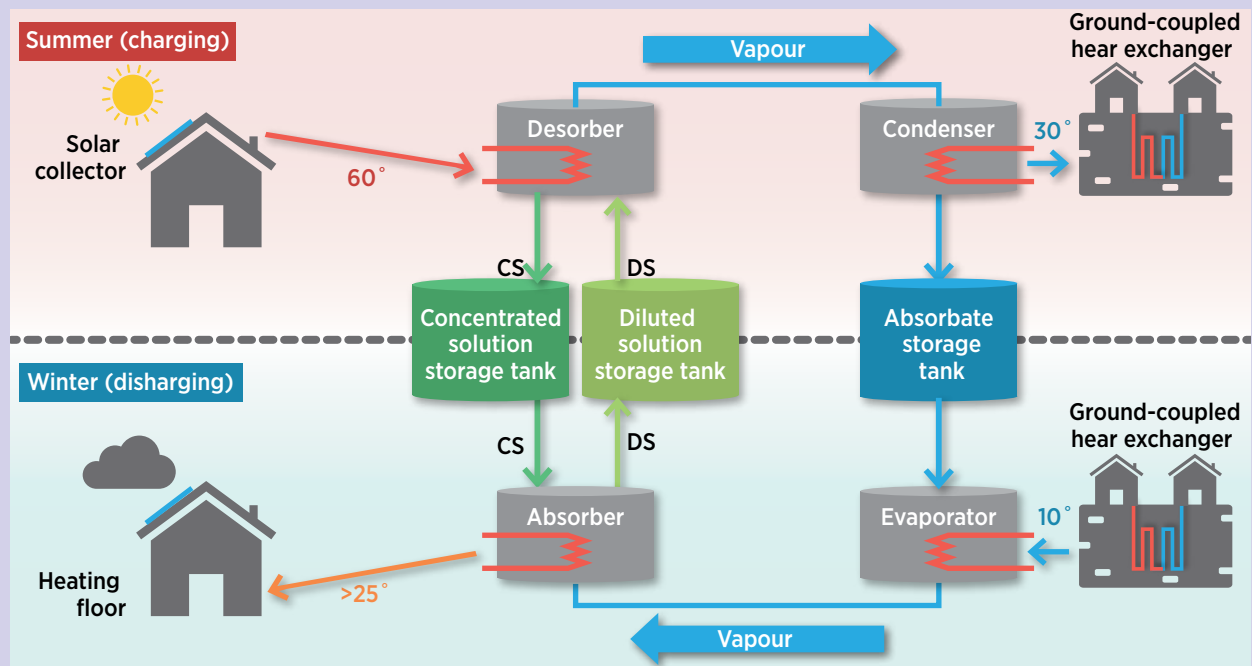 Summer (charging)
Solar
collector
60°
Vapour
Desorber
Condenser
30°
Ground-coupled
hear exchanger
CS
DS
Concentrated
solution
storage tank
Diluted
solution
storage tank
Absorbate
storage
tank
Winter (disharging)
CS
DS
Heating
floor
>25°
Absorber
Evaporator
10°
Ground-coupled
hear exchanger
Vapour